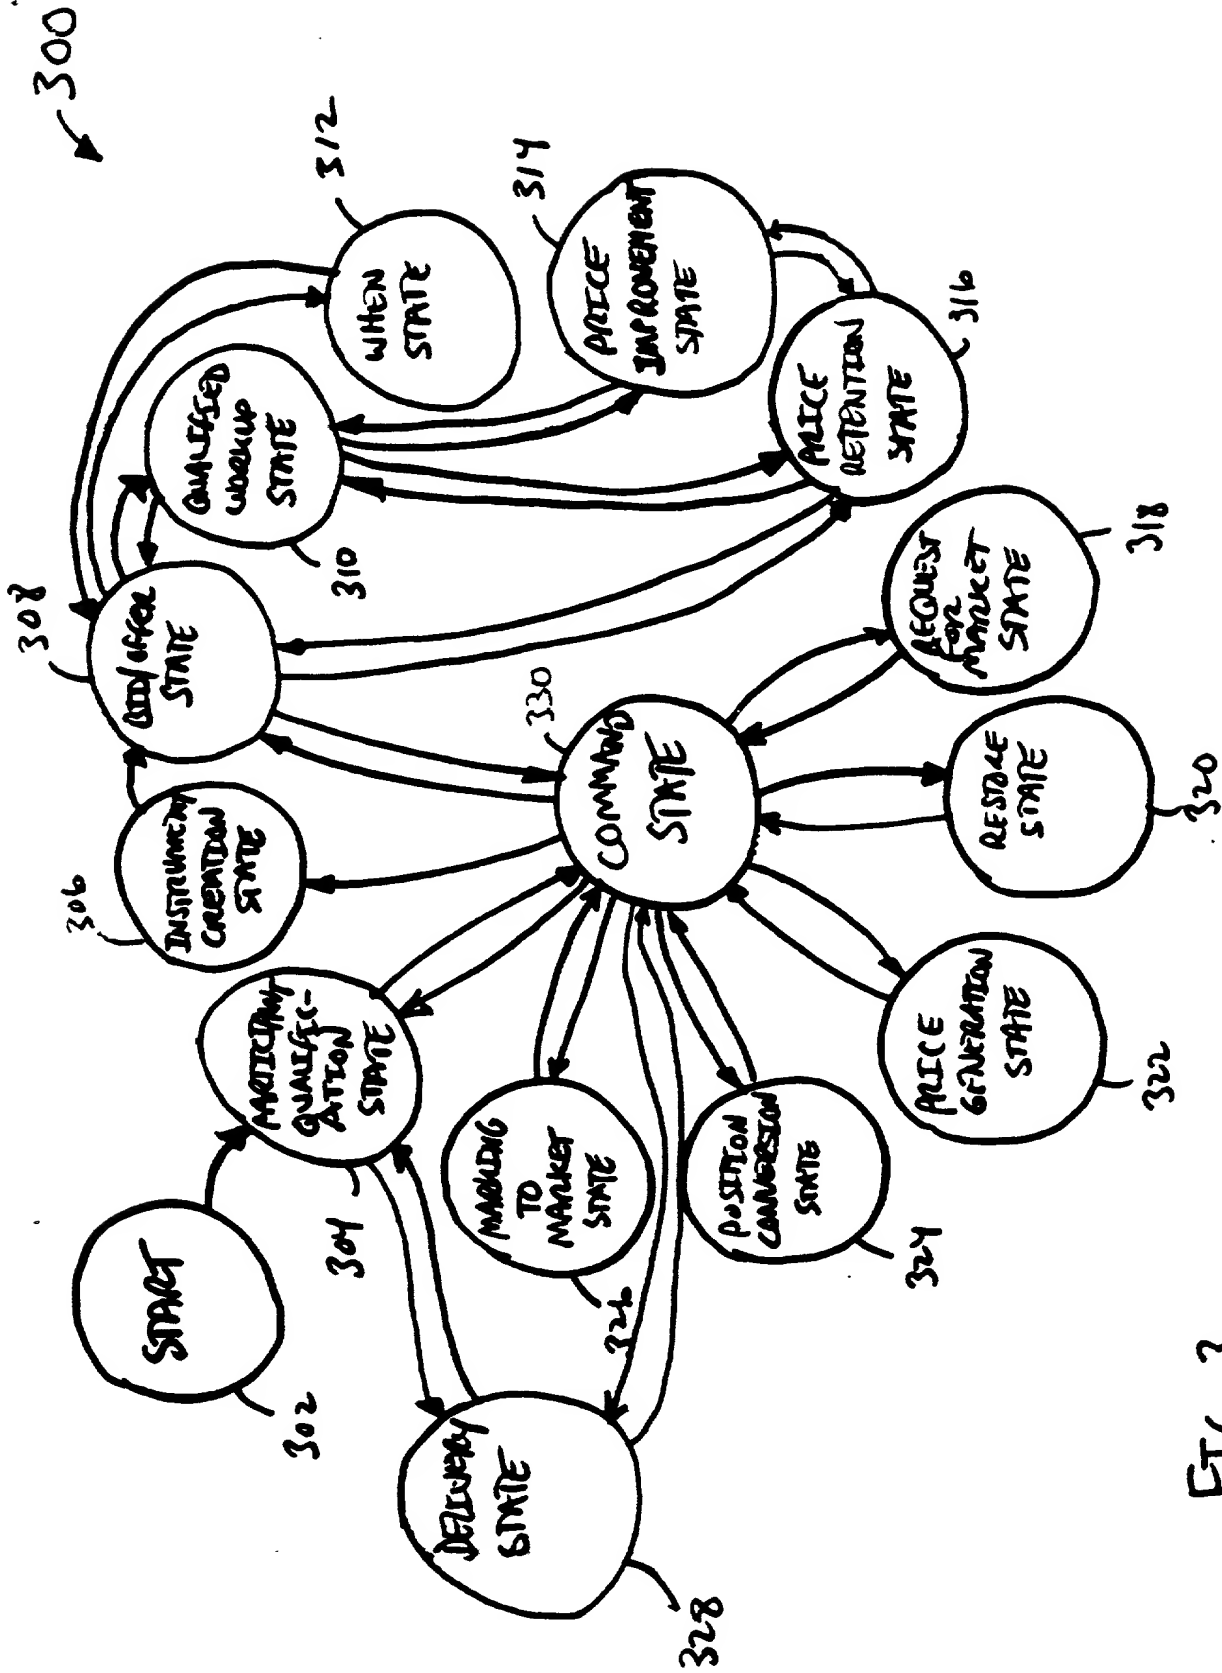 300
START
302
PARTICIPANT
QUALIFIC-
ATION
STATE
304
INSTRUMENT
CREATION
STATE
306
BID/OFFER
STATE
308
QUALIFIED
WORKUP
STATE
310
WHEN
STATE
312
PRICE
IMPROVEMENT
STATE
314
PRICE
RETENTION
STATE
316
REQUEST
FOR
MARKET
STATE
318
RESTORE
STATE
320
PRICE
GENERATION
STATE
322
POSITION
CONVERSION
STATE
324
MARKING
TO
MARKET
STATE
326
DELIVERY
STATE
328
COMMAND
STATE
330